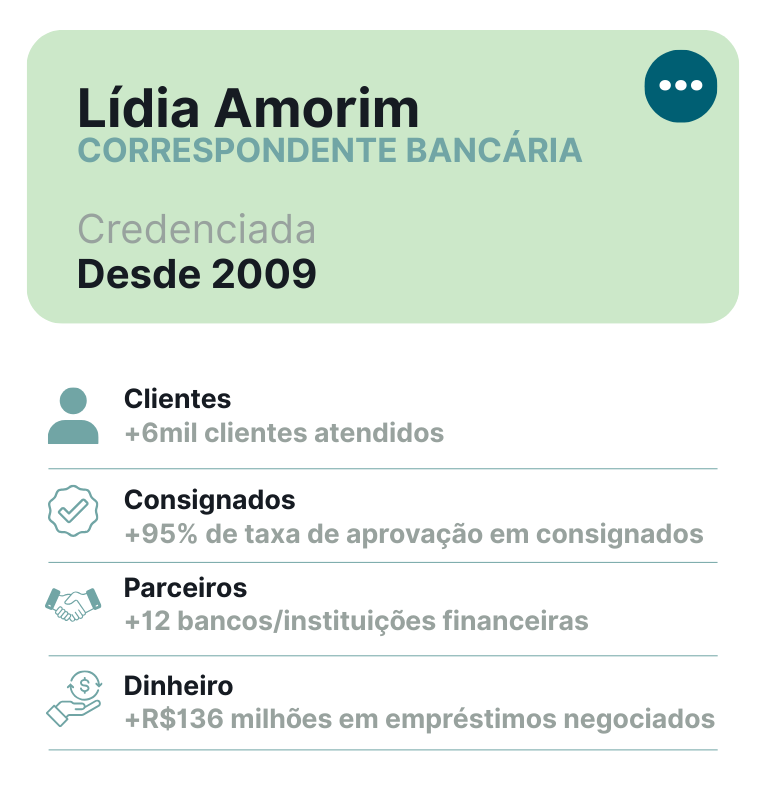 Lídia Amorim
CORRESPONDENTE BANCÁRIA
Credenciada
Desde 2009
Clientes
+6mil clientes atendidos
Consignados
+95% de taxa de aprovação em consignados
Parceiros
+12 bancos/instituições financeiras
$
Dinheiro
+R$136 milhões em empréstimos negociados